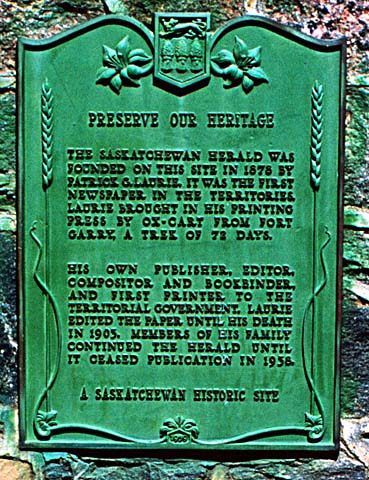 PRESERVE OUR HERITAGE
THE SASKATCHEWAN HERALD WAS
FOUNDED ON THIS SITE IN 1878 BY
PATRICK G. LAURIE. IT WAS THE FIRST
NEWSPAPER IN THE TERRITORIES.
LAURIE BROUGHT IN HIS PRINTING
PRESS BY OX-CART FROM FORT
GARRY, A TREK OF 72 DAYS.
HIS OWN PUBLISHER, EDITOR,
COMPOSITOR AND BOOKBINDER,
AND FIRST PRINTER TO THE
TERRITORIAL GOVERNMENT, LAURIE
EDITED THE PAPER UNTIL HIS DEATH
IN 1903. MEMBERS OF HIS FAMILY
CONTINUED THE HERALD UNTIL
IT CEASED PUBLICATION IN 1938.
A SASKATCHEWAN HISTORIC SITE